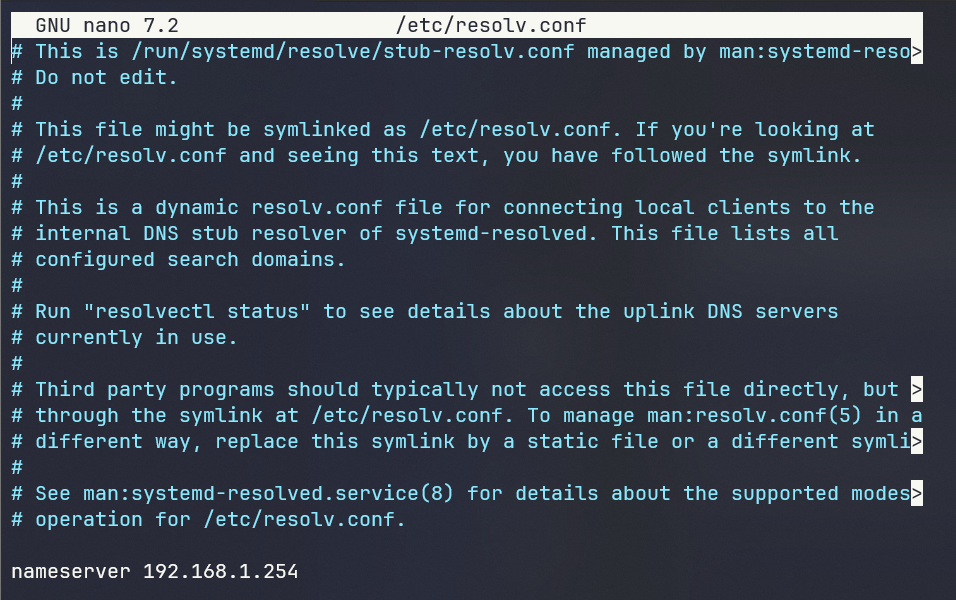 GNU nano 7.2 /etc/resolv.conf
# This is /run/systemd/resolve/stub-resolv.conf managed by man:systemd-reso>
# Do not edit.
#
# This file might be symlinked as /etc/resolv.conf. If you're looking at
# /etc/resolv.conf and seeing this text, you have followed the symlink.
#
# This is a dynamic resolv.conf file for connecting local clients to the
# internal DNS stub resolver of systemd-resolved. This file lists all
# configured search domains.
#
# Run "resolvectl status" to see details about the uplink DNS servers
# currently in use.
#
# Third party programs should typically not access this file directly, but >
# through the symlink at /etc/resolv.conf. To manage man:resolv.conf(5) in a
# different way, replace this symlink by a static file or a different symli>
#
# See man:systemd-resolved.service(8) for details about the supported modes>
# operation for /etc/resolv.conf.
nameserver 192.168.1.254